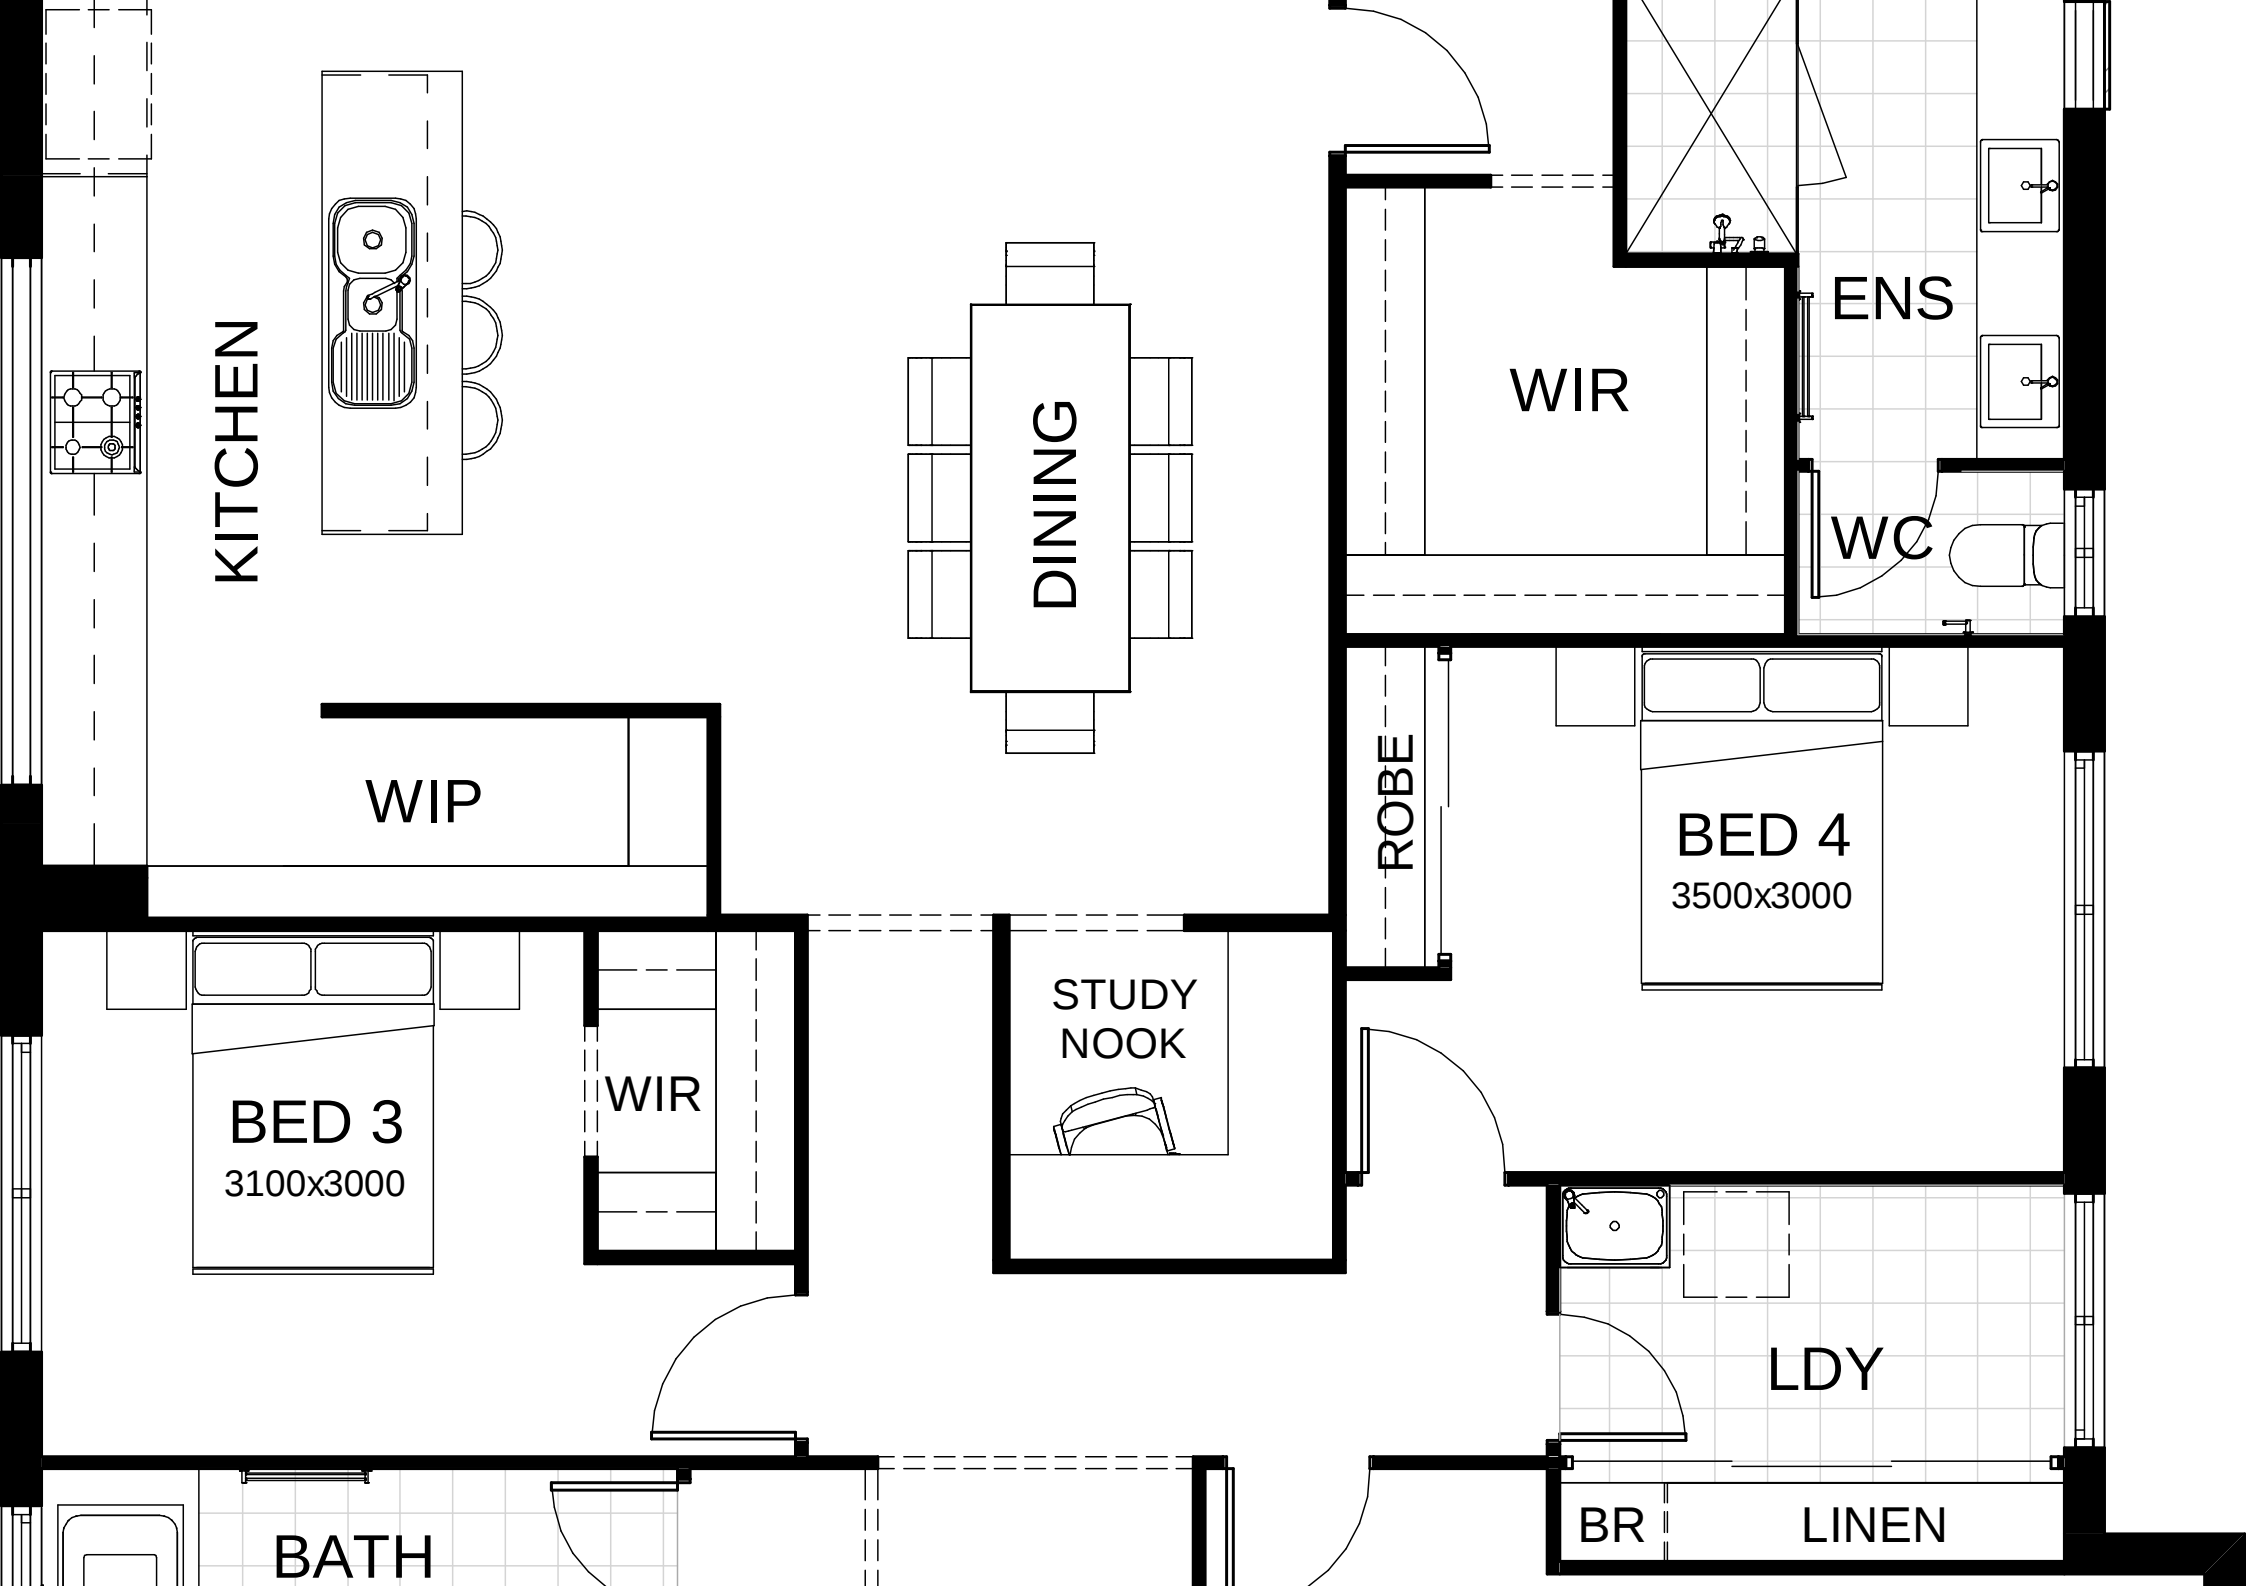 ENS
KITCHEN
WIR
DINING
WC
WIP
ROBE
BED 4
3500x3000
STUDY
NOOK
WIR
BED 3
3100x3000
LDY
BR
LINEN
BATH